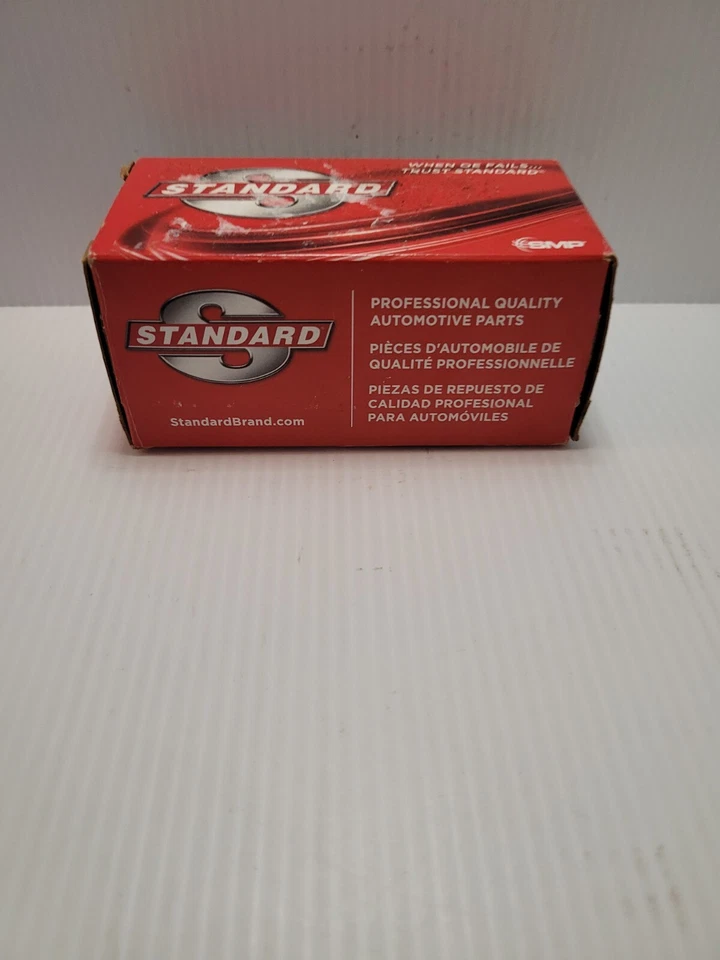 STANDARD
WHEN OE FAILS...
TRUST STANDARD
SMP
S
STANDARD
StandardBrand.com
PROFESSIONAL QUALITY
AUTOMOTIVE PARTS
PIÈCES D'AUTOMOBILE DE
QUALITÉ PROFESSIONNELLE
PIEZAS DE REPUESTO DE
CALIDAD PROFESIONAL
PARA AUTOMÓVILES